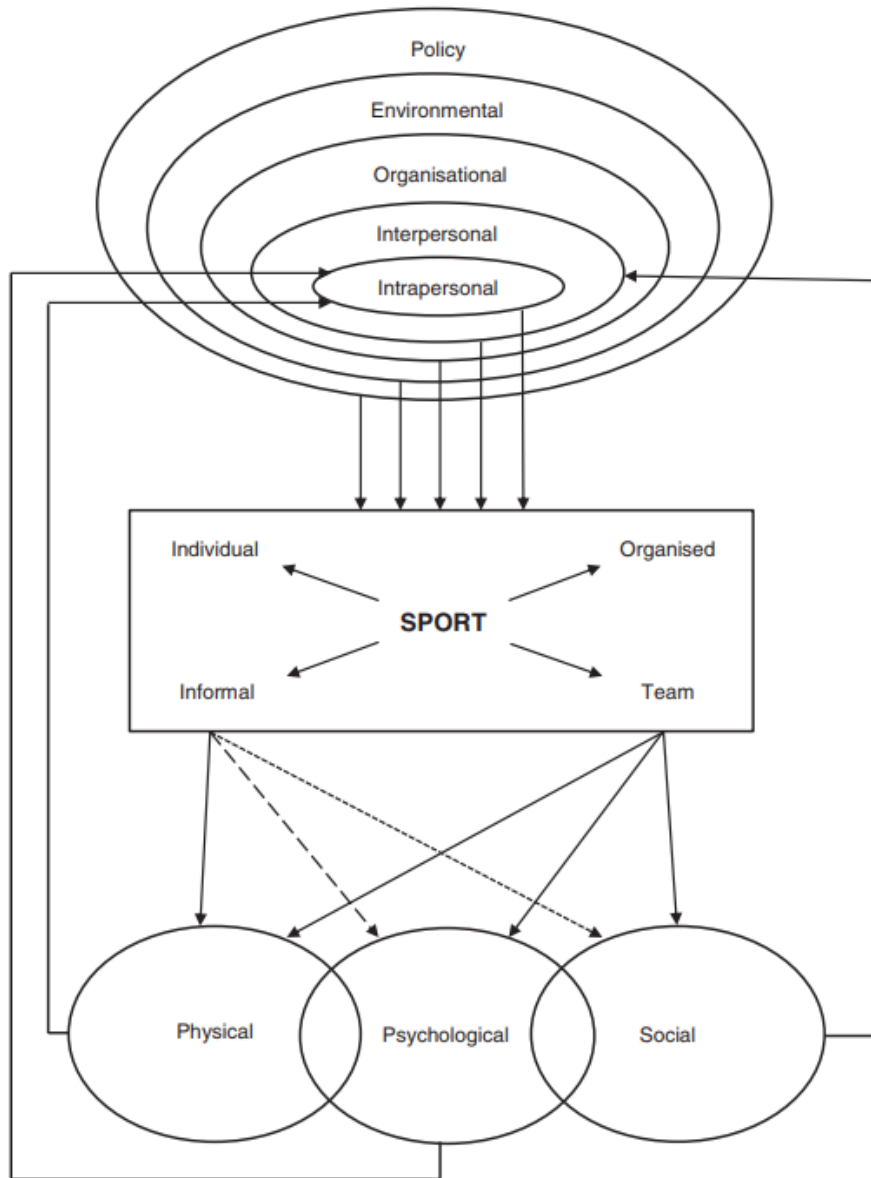 Policy
Environmental
Organisational
Interpersonal
Intrapersonal
Individual
Organised
SPORT
Informal
Team
Physical
Psychological
Social